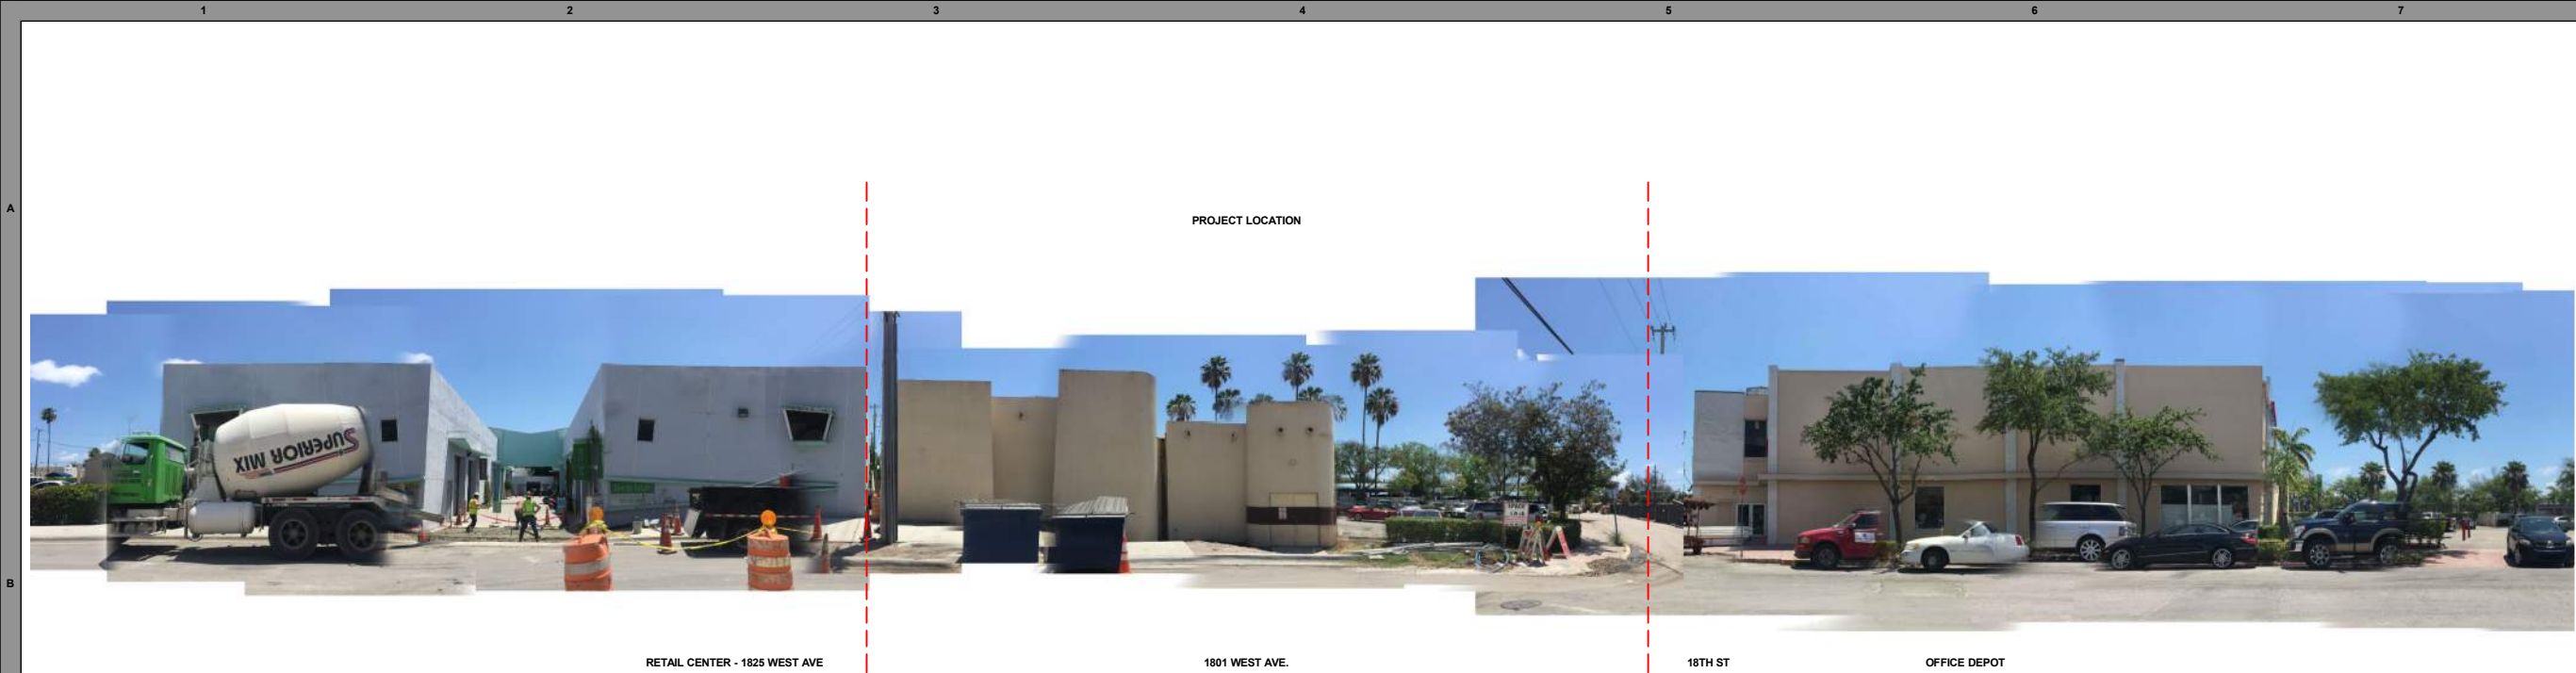 1 2 3 4 5 6 7
A
PROJECT LOCATION
SUPERIOR MIX
B
RETAIL CENTER - 1825 WEST AVE
1801 WEST AVE.
18TH ST
OFFICE DEPOT